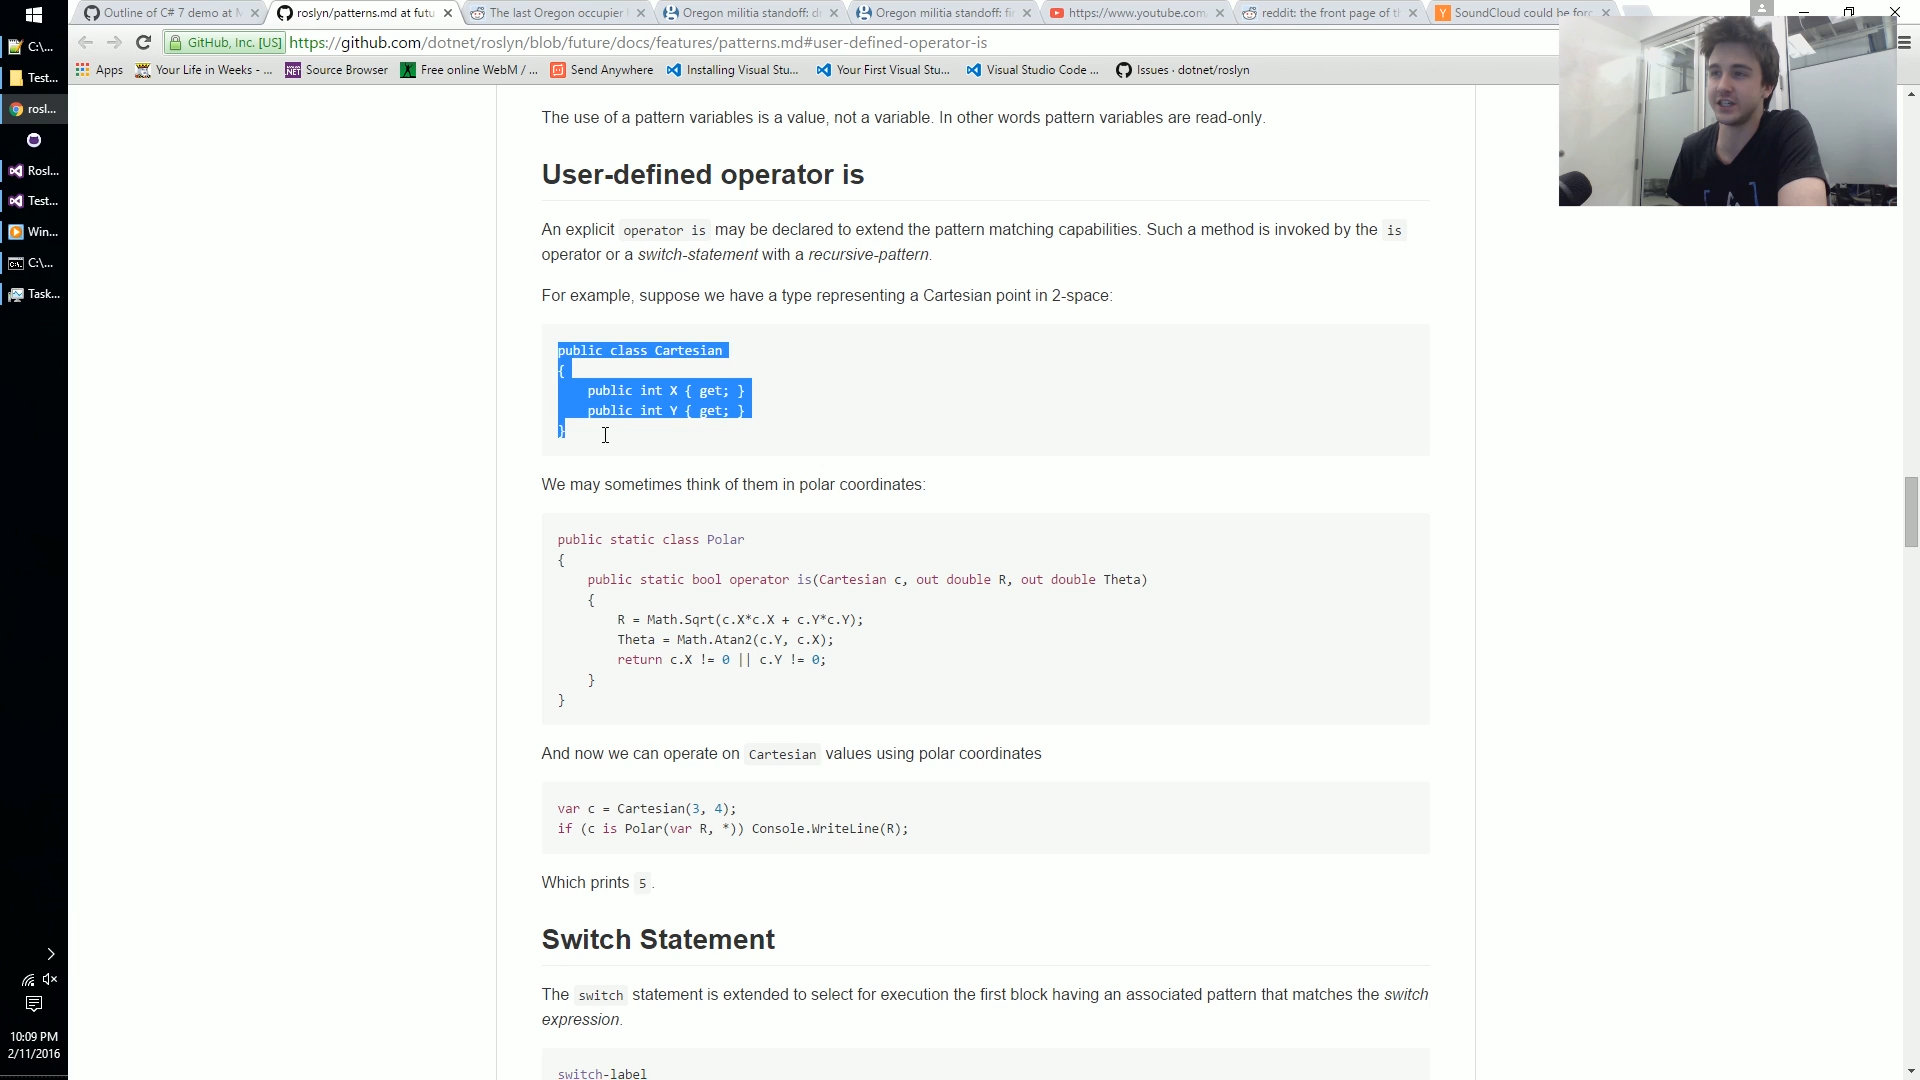 Outline of C# 7 demo at M
roslyn/patterns.md at futu
The last Oregon occupier
Oregon militia standoff: d
Oregon militia standoff: fi
https://www.youtube.com
reddit: the front page of th
SoundCloud could be forc
GitHub, Inc. [US]
https://github.com/dotnet/roslyn/blob/future/docs/features/patterns.md#user-defined-operator-is
Apps
Your Life in Weeks - ...
Source Browser
Free online WebM / ...
Send Anywhere
Installing Visual Stu...
Your First Visual Stu...
Visual Studio Code ...
Issues · dotnet/roslyn
C:\...
Test...
rosl...
Rosl...
Test...
Win...
C:\...
Task...
10:09 PM
2/11/2016
The use of a pattern variables is a value, not a variable. In other words pattern variables are read-only.
User-defined operator is
An explicit operator is may be declared to extend the pattern matching capabilities. Such a method is invoked by the is
operator or a switch-statement with a recursive-pattern.
For example, suppose we have a type representing a Cartesian point in 2-space:
public class Cartesian
{
public int X { get; }
public int Y { get; }
}
We may sometimes think of them in polar coordinates:
public static class Polar
{
public static bool operator is(Cartesian c, out double R, out double Theta)
{
R = Math.Sqrt(c.X*c.X + c.Y*c.Y);
Theta = Math.Atan2(c.Y, c.X);
return c.X != 0 || c.Y != 0;
}
}
And now we can operate on Cartesian values using polar coordinates
var c = Cartesian(3, 4);
if (c is Polar(var R, *)) Console.WriteLine(R);
Which prints 5 .
Switch Statement
The switch statement is extended to select for execution the first block having an associated pattern that matches the switch
expression.
switch-label